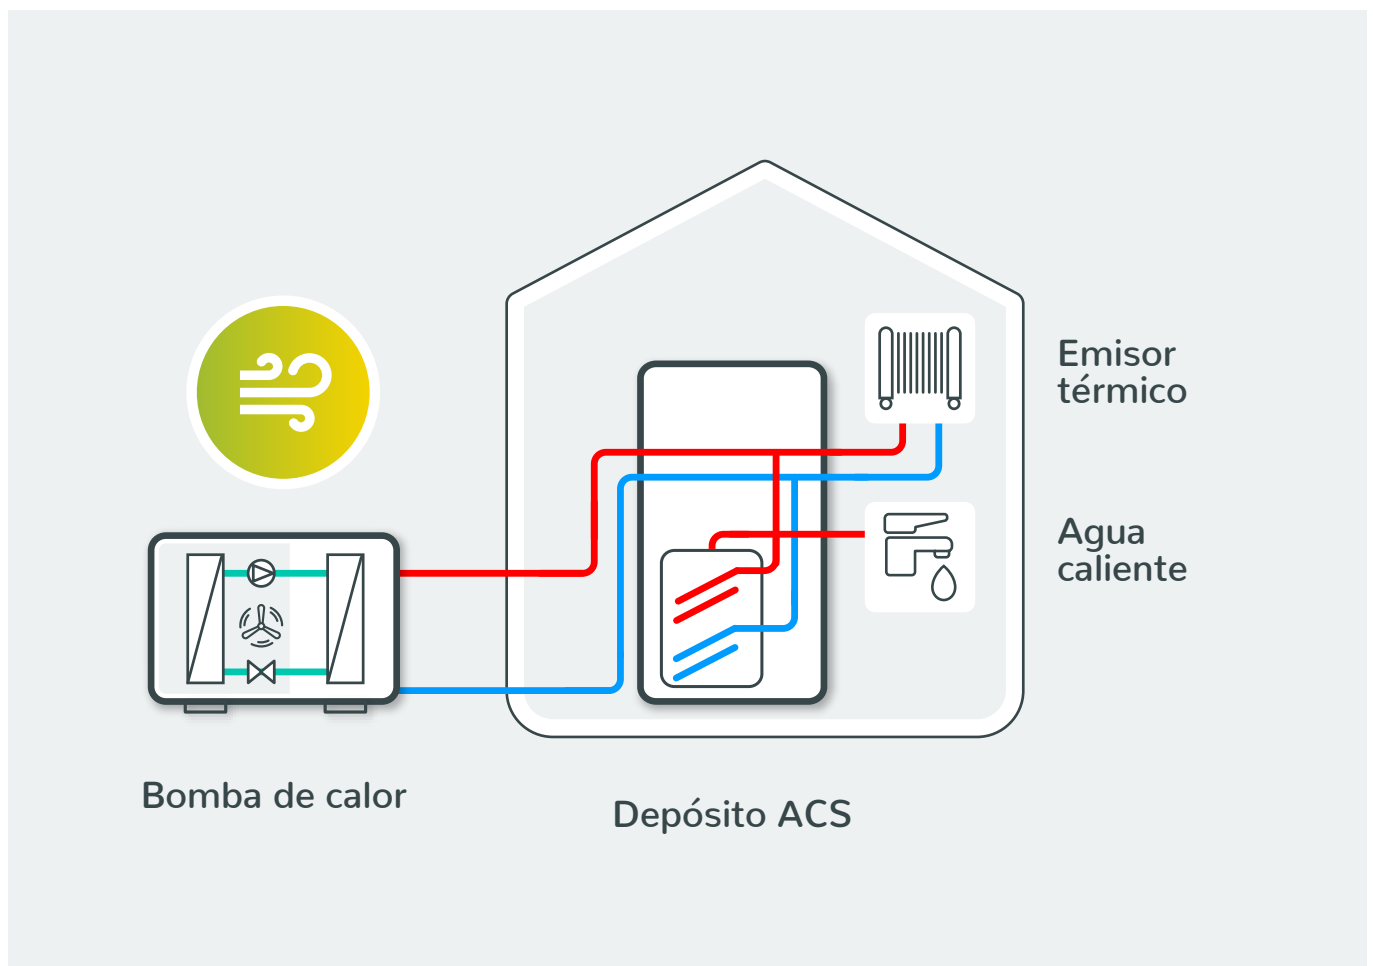 Emisor
térmico
Agua
caliente
Bomba de calor
Depósito ACS